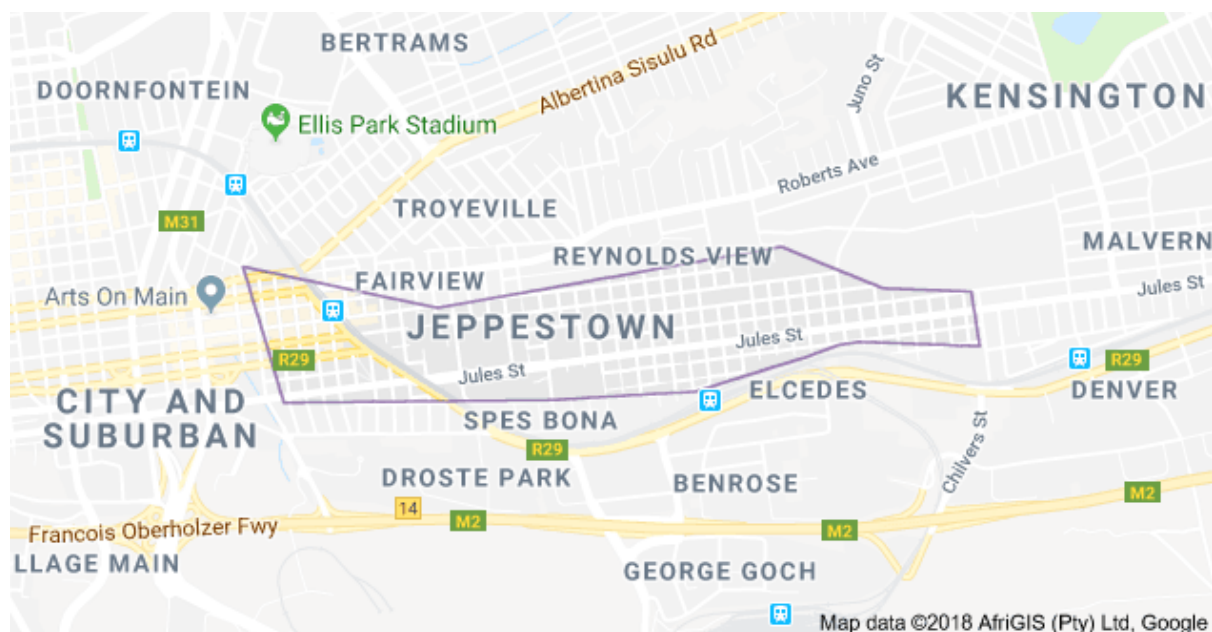 BERTRAMS
Albertina Sisulu Rd
DOORNFONTEIN
Juno St
KENSINGTON
Ellis Park Stadium
Roberts Ave
TROYEVILLE
M31
REYNOLDS VIEW
MALVERN
FAIRVIEW
Arts On Main
Jules St
JEPPESTOWN
Jules St
R29
R29
Jules St
ELCEDES
DENVER
CITY AND
SUBURBAN
SPES BONA
R29
Chilvers St
DROSTE PARK
BENROSE
M2
14
M2
M2
Francois Oberholzer Fwy
LLAGE MAIN
GEORGE GOCH
Map data ©2018 AfriGIS (Pty) Ltd, Google